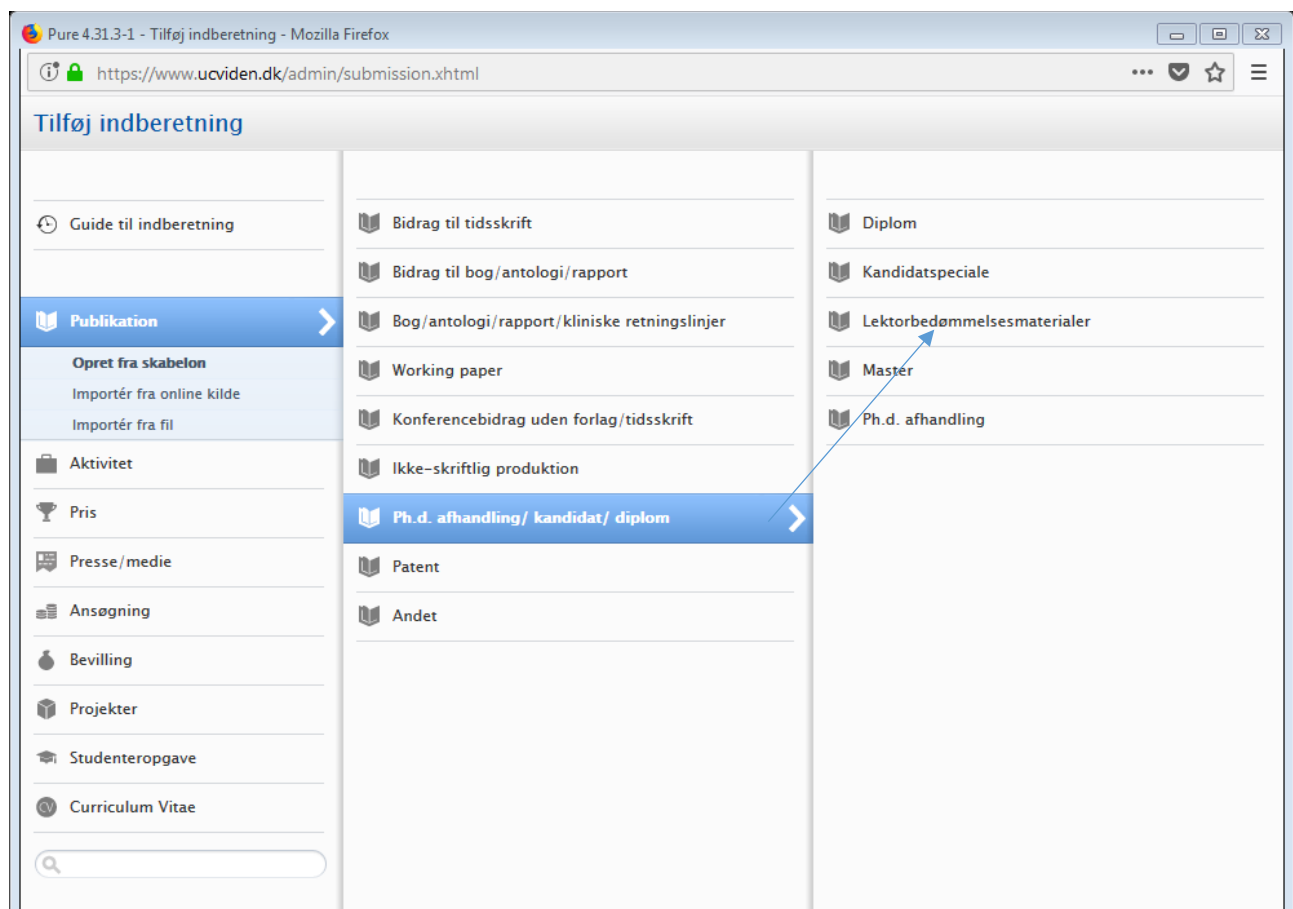 Pure 4.31.3-1 - Tilføj indberetning - Mozilla Firefox
https://www.ucviden.dk/admin/submission.xhtml
Tilføj indberetning
Guide til indberetning
Publikation
Opret fra skabelon
Importér fra online kilde
Importér fra fil
Aktivitet
Pris
Presse/medie
Ansøgning
Bevilling
Projekter
Studenteropgave
CV
Curriculum Vitae
Bidrag til tidsskrift
Bidrag til bog/antologi/rapport
Bog/antologi/rapport/kliniske retningslinjer
Working paper
Konferencebidrag uden forlag/tidsskrift
Ikke-skriftlig produktion
Ph.d. afhandling/ kandidat/ diplom
Patent
Andet
Diplom
Kandidatspeciale
Lektorbedømmelsesmaterialer
Master
Ph.d. afhandling